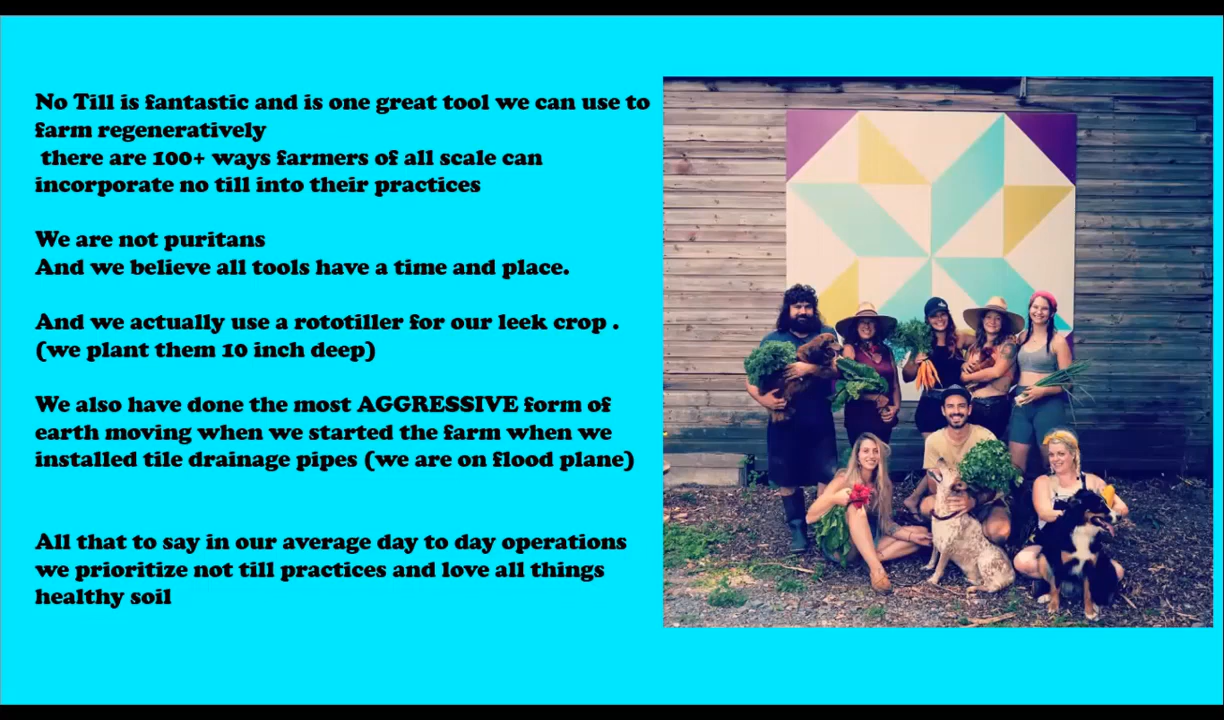 No Till is fantastic and is one great tool we can use to
farm regeneratively
there are 100+ ways farmers of all scale can
incorporate no till into their practices
We are not puritans
And we believe all tools have a time and place.
And we actually use a rototiller for our leek crop .
(we plant them 10 inch deep)
We also have done the most AGGRESSIVE form of
earth moving when we started the farm when we
installed tile drainage pipes (we are on flood plane)
All that to say in our average day to day operations
we prioritize not till practices and love all things
healthy soil